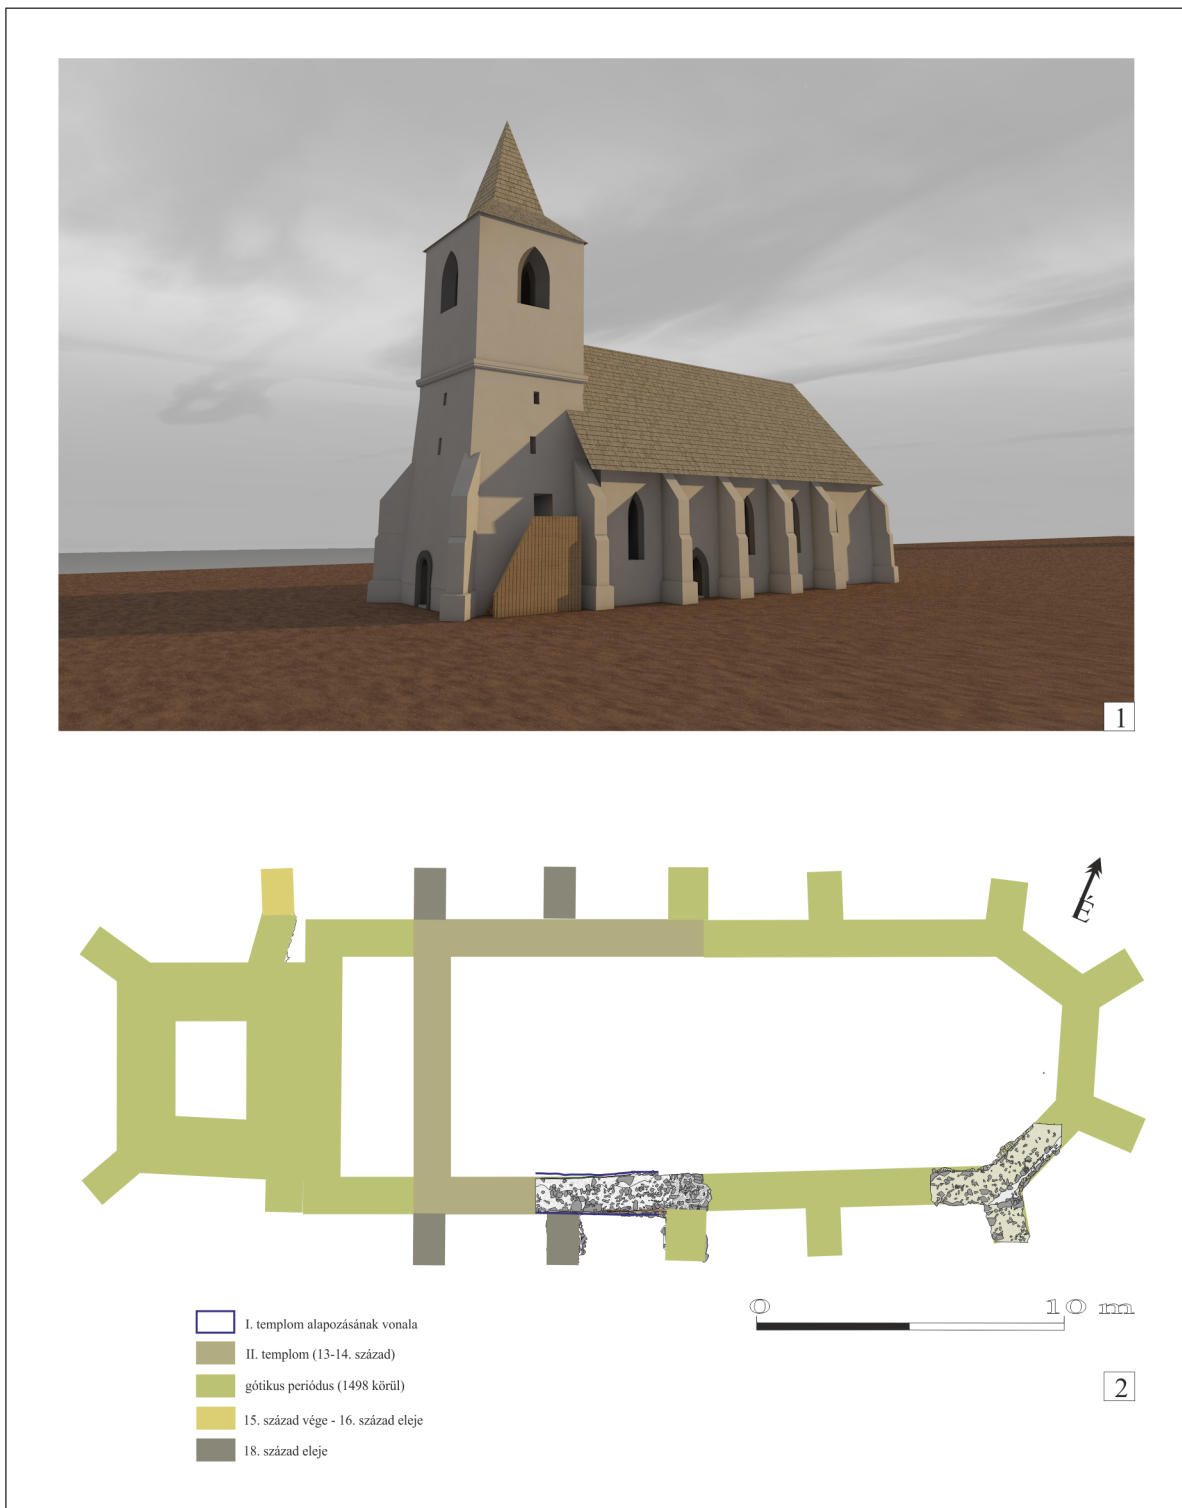 1
É
I. templom alapozásának vonala
II. templom (13-14. század)
gótikus periódus (1498 körül)
15. század vége - 16. század eleje
18. század eleje
0 10 m
2